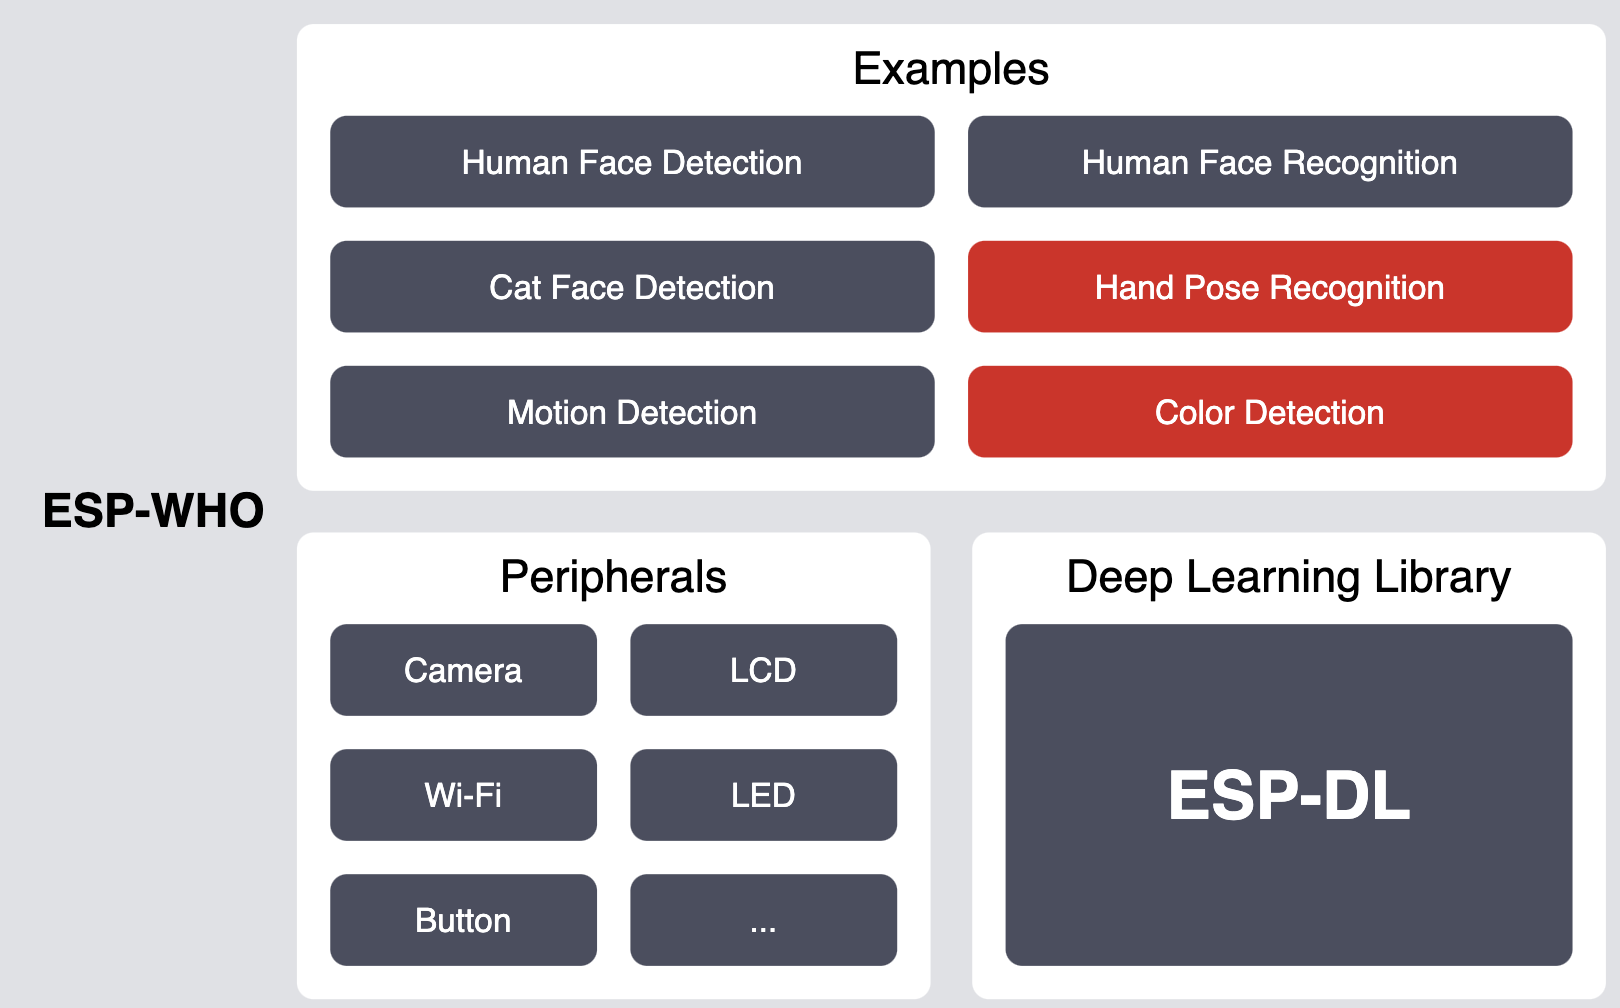 Examples
Human Face Detection
Human Face Recognition
Cat Face Detection
Hand Pose Recognition
Motion Detection
Color Detection
ESP-WHO
Peripherals
Camera
LCD
Wi-Fi
LED
Button
...
Deep Learning Library
ESP-DL